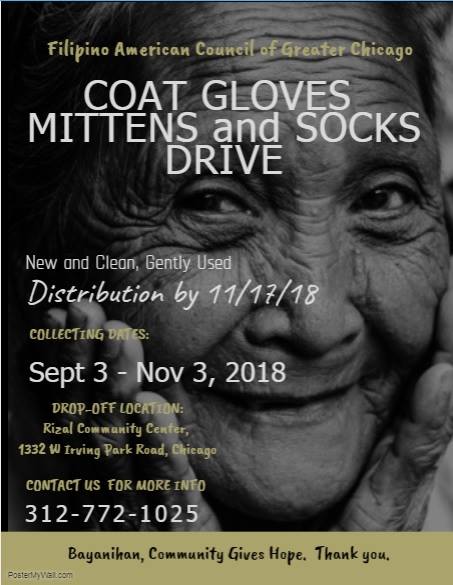 Filipino American Council of Greater Chicago
COAT GLOVES
MITTENS and SOCKS
DRIVE
New and Clean, Gently Used
Distribution by 11/17/18
COLLECTING DATES:
Sept 3 - Nov 3, 2018
DROP-OFF LOCATION:
Rizal Community Center,
1332 W Irving Park Road, Chicago
CONTACT US FOR MORE INFO
312-772-1025
Bayanihan, Community Gives Hope. Thank you.
PosterMyWall.com